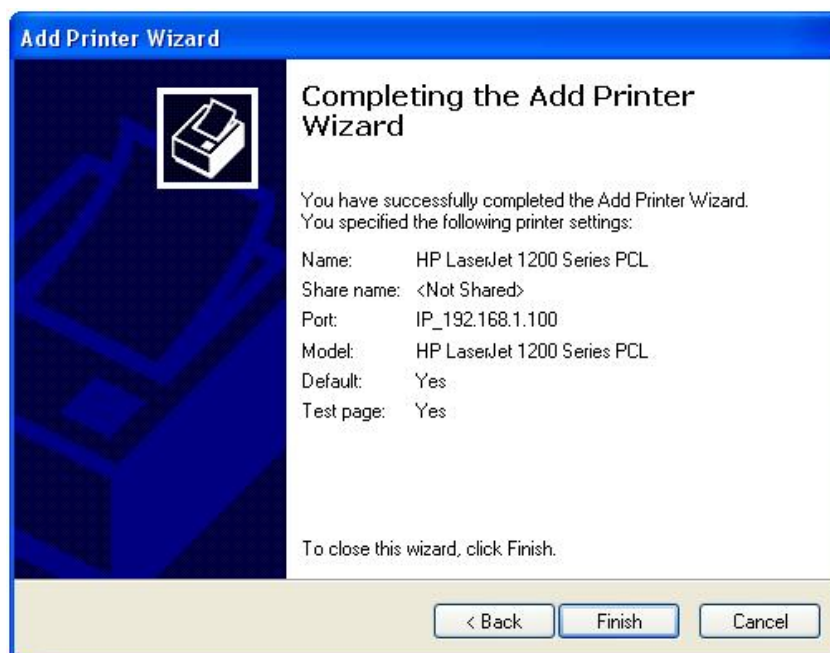 Add Printer Wizard
Completing the Add Printer
Wizard
You have successfully completed the Add Printer Wizard.
You specified the following printer settings:
Name: HP LaserJet 1200 Series PCL
Share name: <Not Shared>
Port: IP_192.168.1.100
Model: HP LaserJet 1200 Series PCL
Default: Yes
Test page: Yes
To close this wizard, click Finish.
< Back Finish Cancel